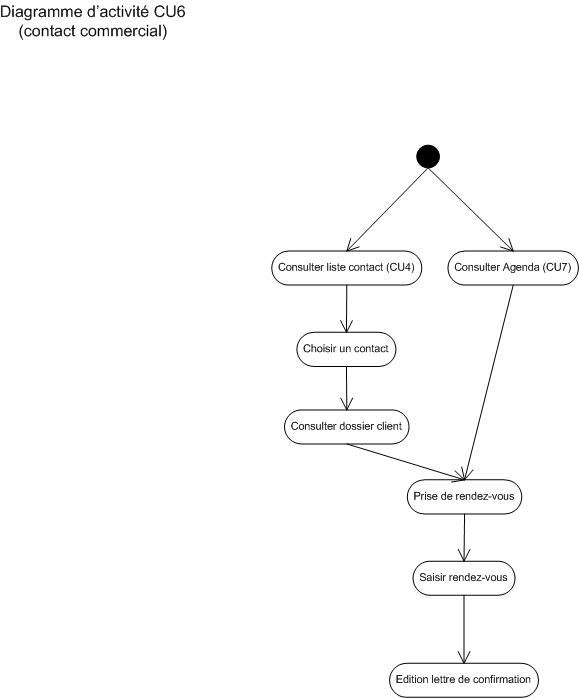 Diagramme d'activité CU6
(contact commercial)
Consulter liste contact (CU4)
Consulter Agenda (CU7)
Choisir un contact
Consulter dossier client
Prise de rendez-vous
Saisir rendez-vous
Edition lettre de confirmation